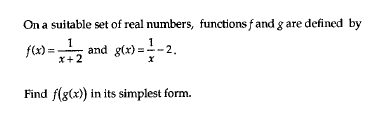 On a suitable set of real numbers, functions f and g are defined by
f(x) = 1/(x+2) and g(x) = 1/x − 2.
Find f(g(x)) in its simplest form.